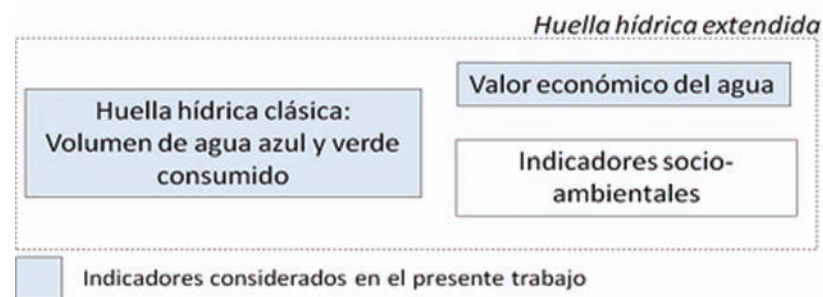 Huella hídrica extendida
Huella hídrica clásica:
Volumen de agua azul y verde
consumido
Valor económico del agua
Indicadores socio-
ambientales
Indicadores considerados en el presente trabajo